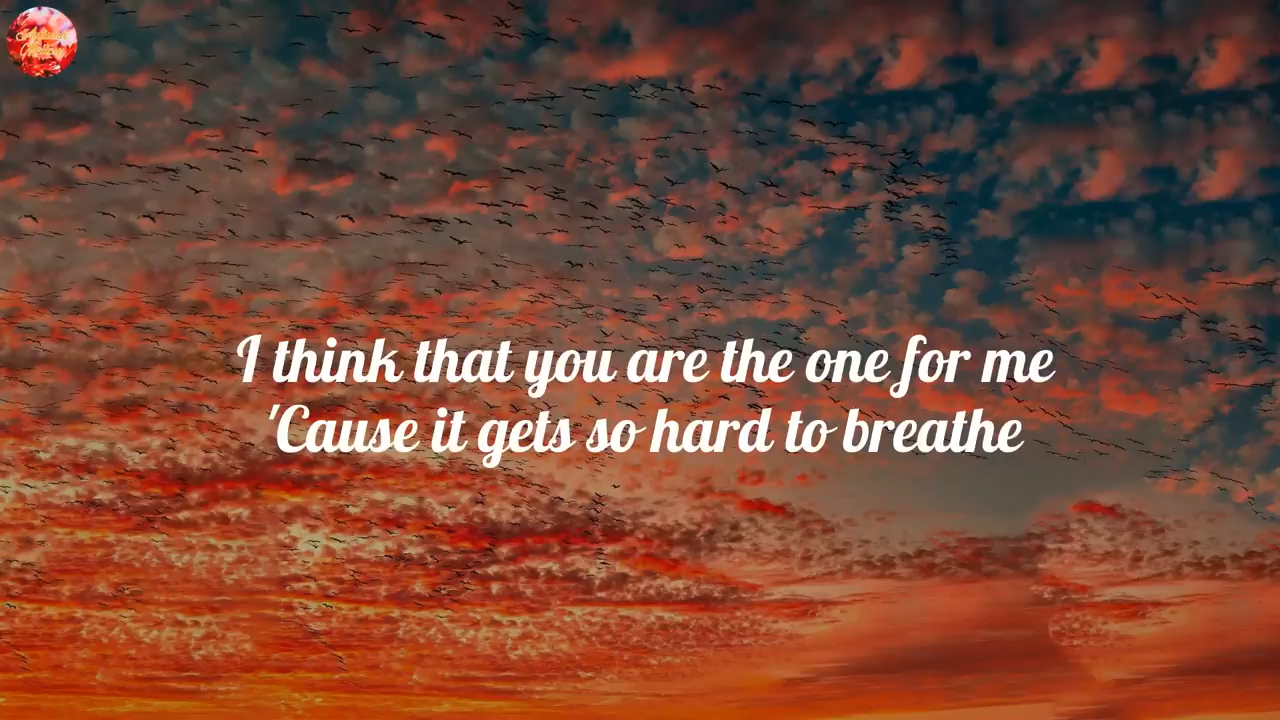 I think that you are the one for me
'Cause it gets so hard to breathe